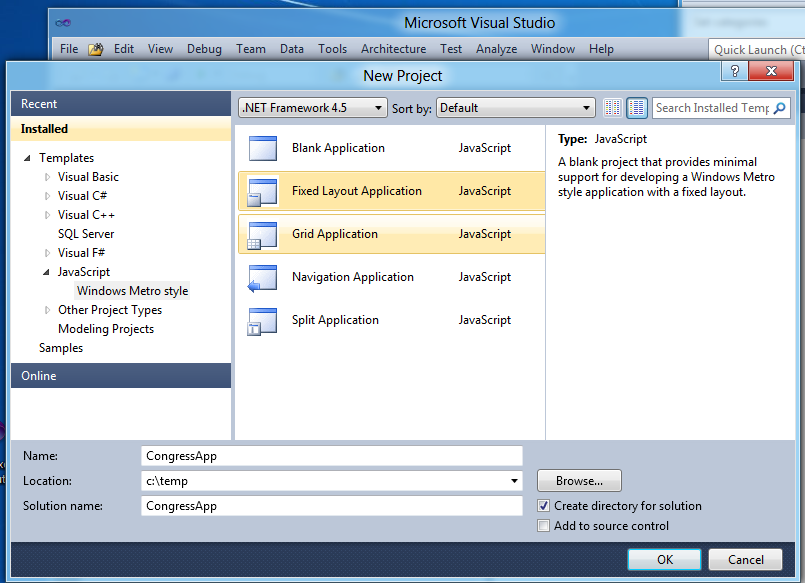 Microsoft Visual Studio
File Edit View Debug Team Data Tools Architecture Test Analyze Window Help
Quick Launch (Ct
New Project
? X
Recent
.NET Framework 4.5 Sort by: Default Search Installed Temp
Installed
Templates
Visual Basic
Visual C#
Visual C++
SQL Server
Visual F#
JavaScript
Windows Metro style
Other Project Types
Modeling Projects
Samples
Online
Blank Application JavaScript
Fixed Layout Application JavaScript
Grid Application JavaScript
Navigation Application JavaScript
Split Application JavaScript
Type: JavaScript
A blank project that provides minimal
support for developing a Windows Metro
style application with a fixed layout.
Name: CongressApp
Location: c:\temp Browse...
Solution name: CongressApp
Create directory for solution
Add to source control
OK Cancel